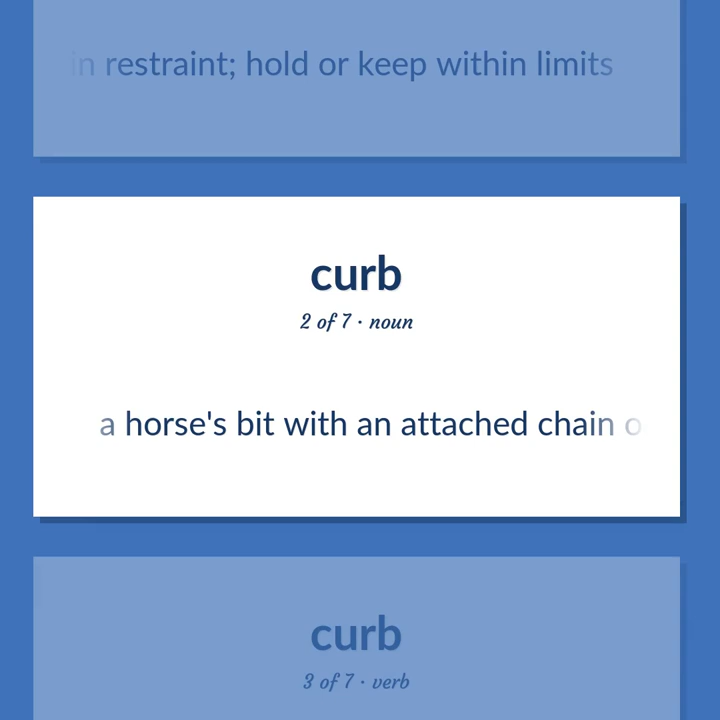 in restraint; hold or keep within limits
curb
2 of 7 · noun
a horse's bit with an attached chain o
curb
3 of 7 · verb